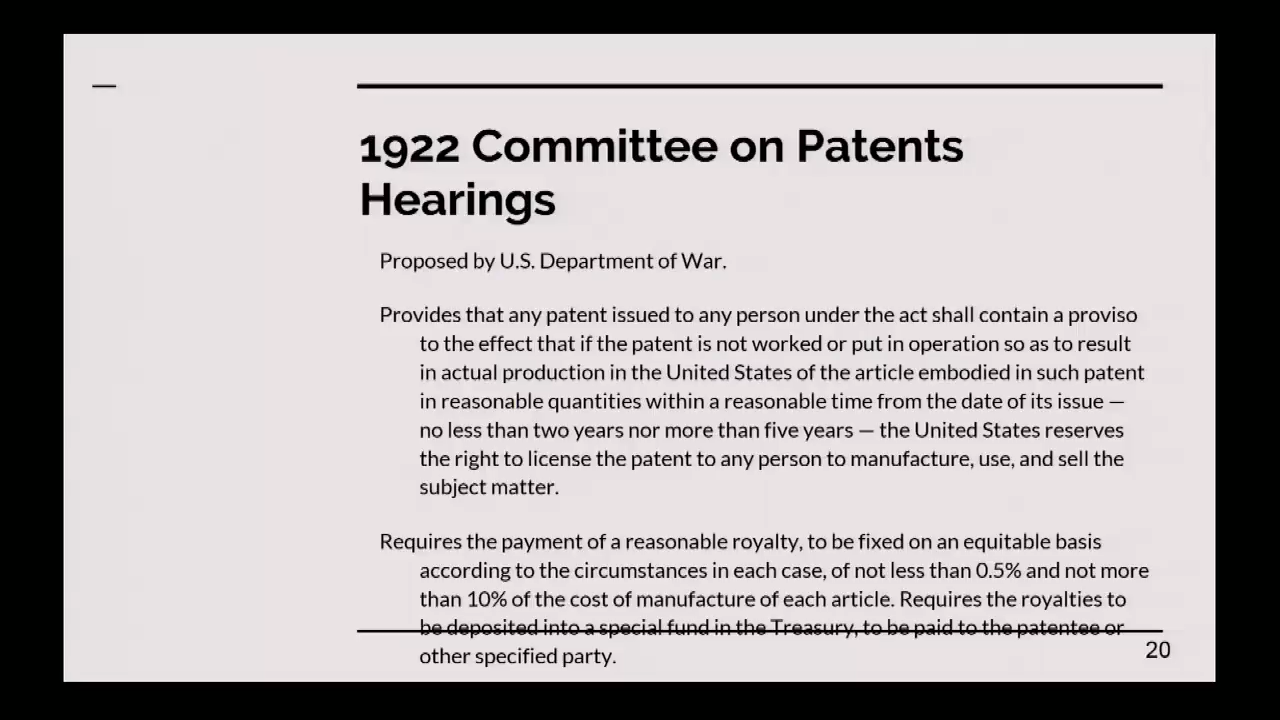 1922 Committee on Patents
Hearings
Proposed by U.S. Department of War.
Provides that any patent issued to any person under the act shall contain a proviso
to the effect that if the patent is not worked or put in operation so as to result
in actual production in the United States of the article embodied in such patent
in reasonable quantities within a reasonable time from the date of its issue —
no less than two years nor more than five years — the United States reserves
the right to license the patent to any person to manufacture, use, and sell the
subject matter.
Requires the payment of a reasonable royalty, to be fixed on an equitable basis
according to the circumstances in each case, of not less than 0.5% and not more
than 10% of the cost of manufacture of each article. Requires the royalties to
be deposited into a special fund in the Treasury, to be paid to the patentee or
other specified party.
20